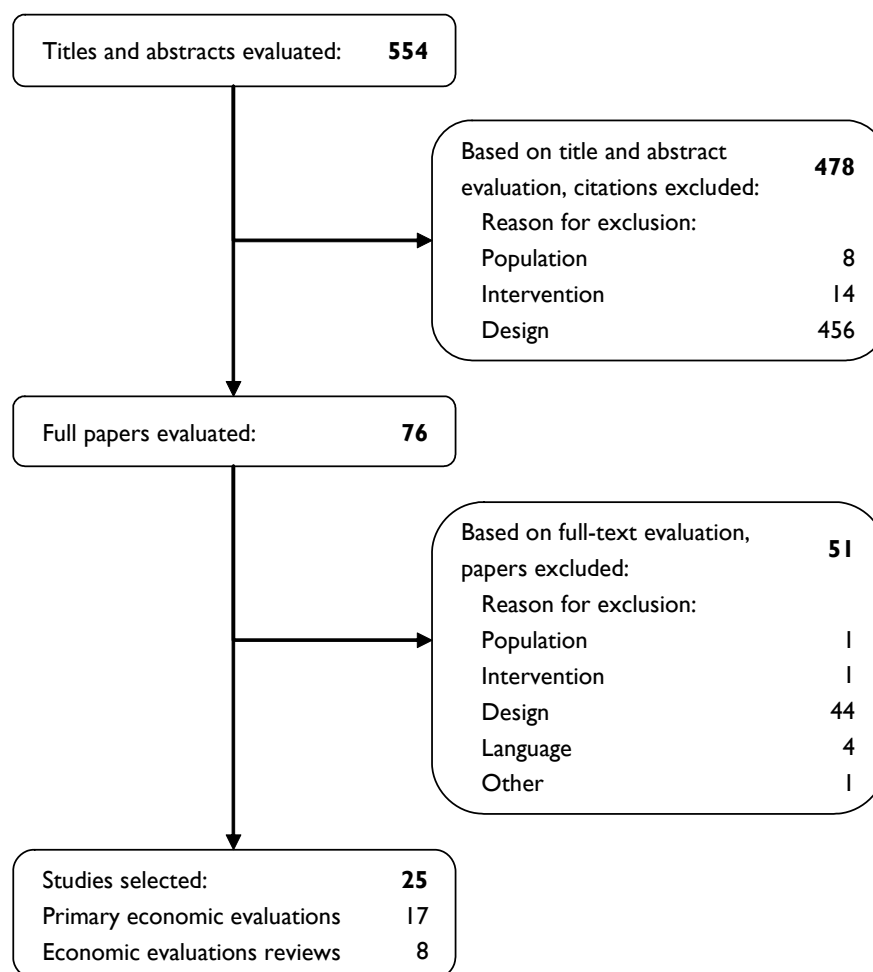 Titles and abstracts evaluated: 554
Based on title and abstract
evaluation, citations excluded: 478
Reason for exclusion:
Population 8
Intervention 14
Design 456
Full papers evaluated: 76
Based on full-text evaluation,
papers excluded: 51
Reason for exclusion:
Population 1
Intervention 1
Design 44
Language 4
Other 1
Studies selected: 25
Primary economic evaluations 17
Economic evaluations reviews 8